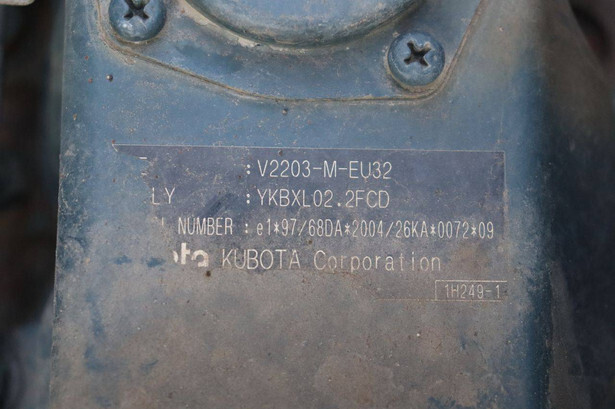 : V2203-M-EU32
LY : YKBXL02.2FCD
NUMBER : e1*97/68DA*2004/26KA*0072*09
KUBOTA Corporation
1H249-1